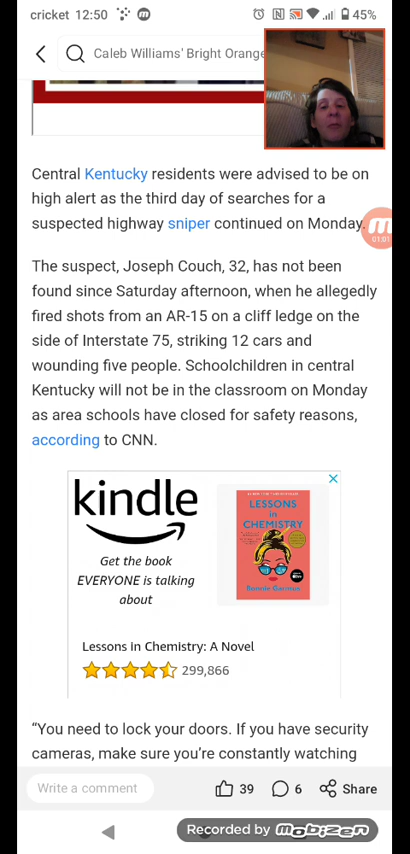 cricket 12:50
45%
Caleb Williams' Bright Orange
Central Kentucky residents were advised to be on
high alert as the third day of searches for a
suspected highway sniper continued on Monday.
01:01
The suspect, Joseph Couch, 32, has not been
found since Saturday afternoon, when he allegedly
fired shots from an AR-15 on a cliff ledge on the
side of Interstate 75, striking 12 cars and
wounding five people. Schoolchildren in central
Kentucky will not be in the classroom on Monday
as area schools have closed for safety reasons,
according to CNN.
kindle
Get the book
EVERYONE is talking
about
LESSONS
in
CHEMISTRY
Bonnie Garmus
Lessons in Chemistry: A Novel
299,866
“You need to lock your doors. If you have security
cameras, make sure you’re constantly watching
Write a comment
39
6
Share
Recorded by mobizen